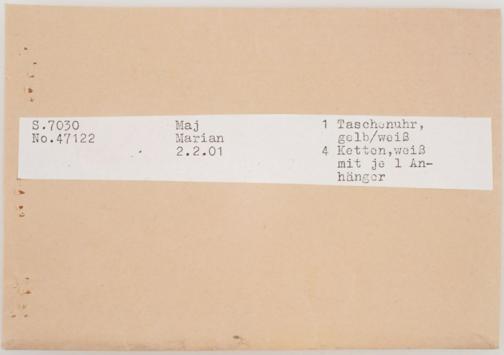 S.7030 Maj 1 Taschenuhr,
No.47122 Marian gelb/weiß
2.2.01 4 Ketten,weiß
mit je 1 An-
hänger